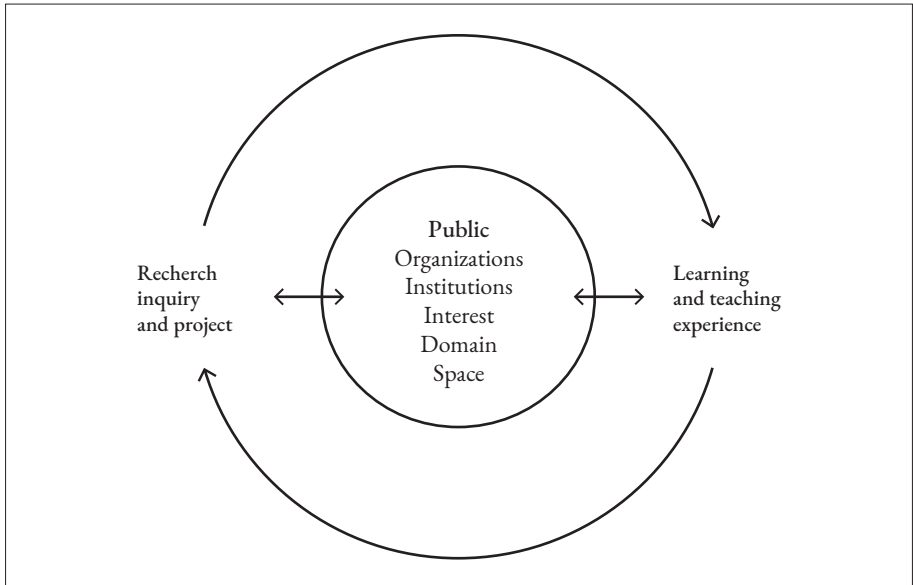 Recherch
inquiry
and project
Public
Organizations
Institutions
Interest
Domain
Space
Learning
and teaching
experience